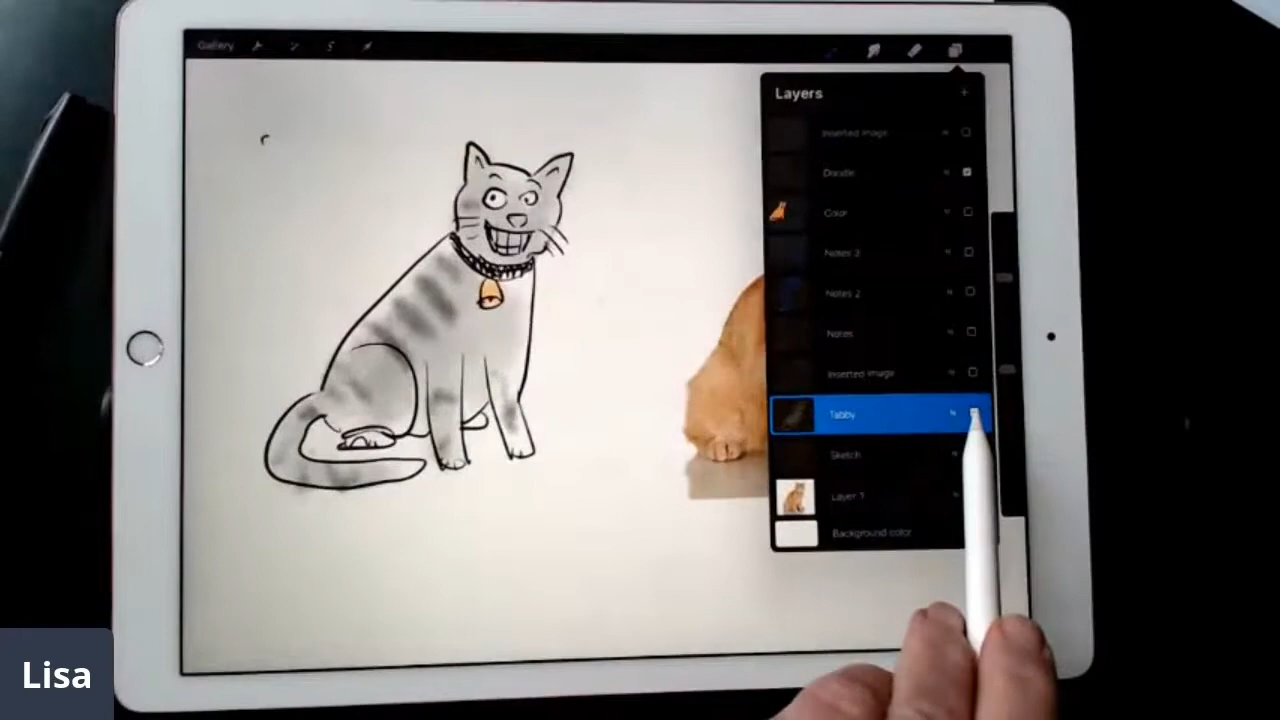 Gallery
Layers
Inserted image N
Doodle N
Color N
Notes 3 N
Notes 2 N
Notes N
Inserted image N
Tabby N
Sketch N
Layer 1 N
Background color
Lisa